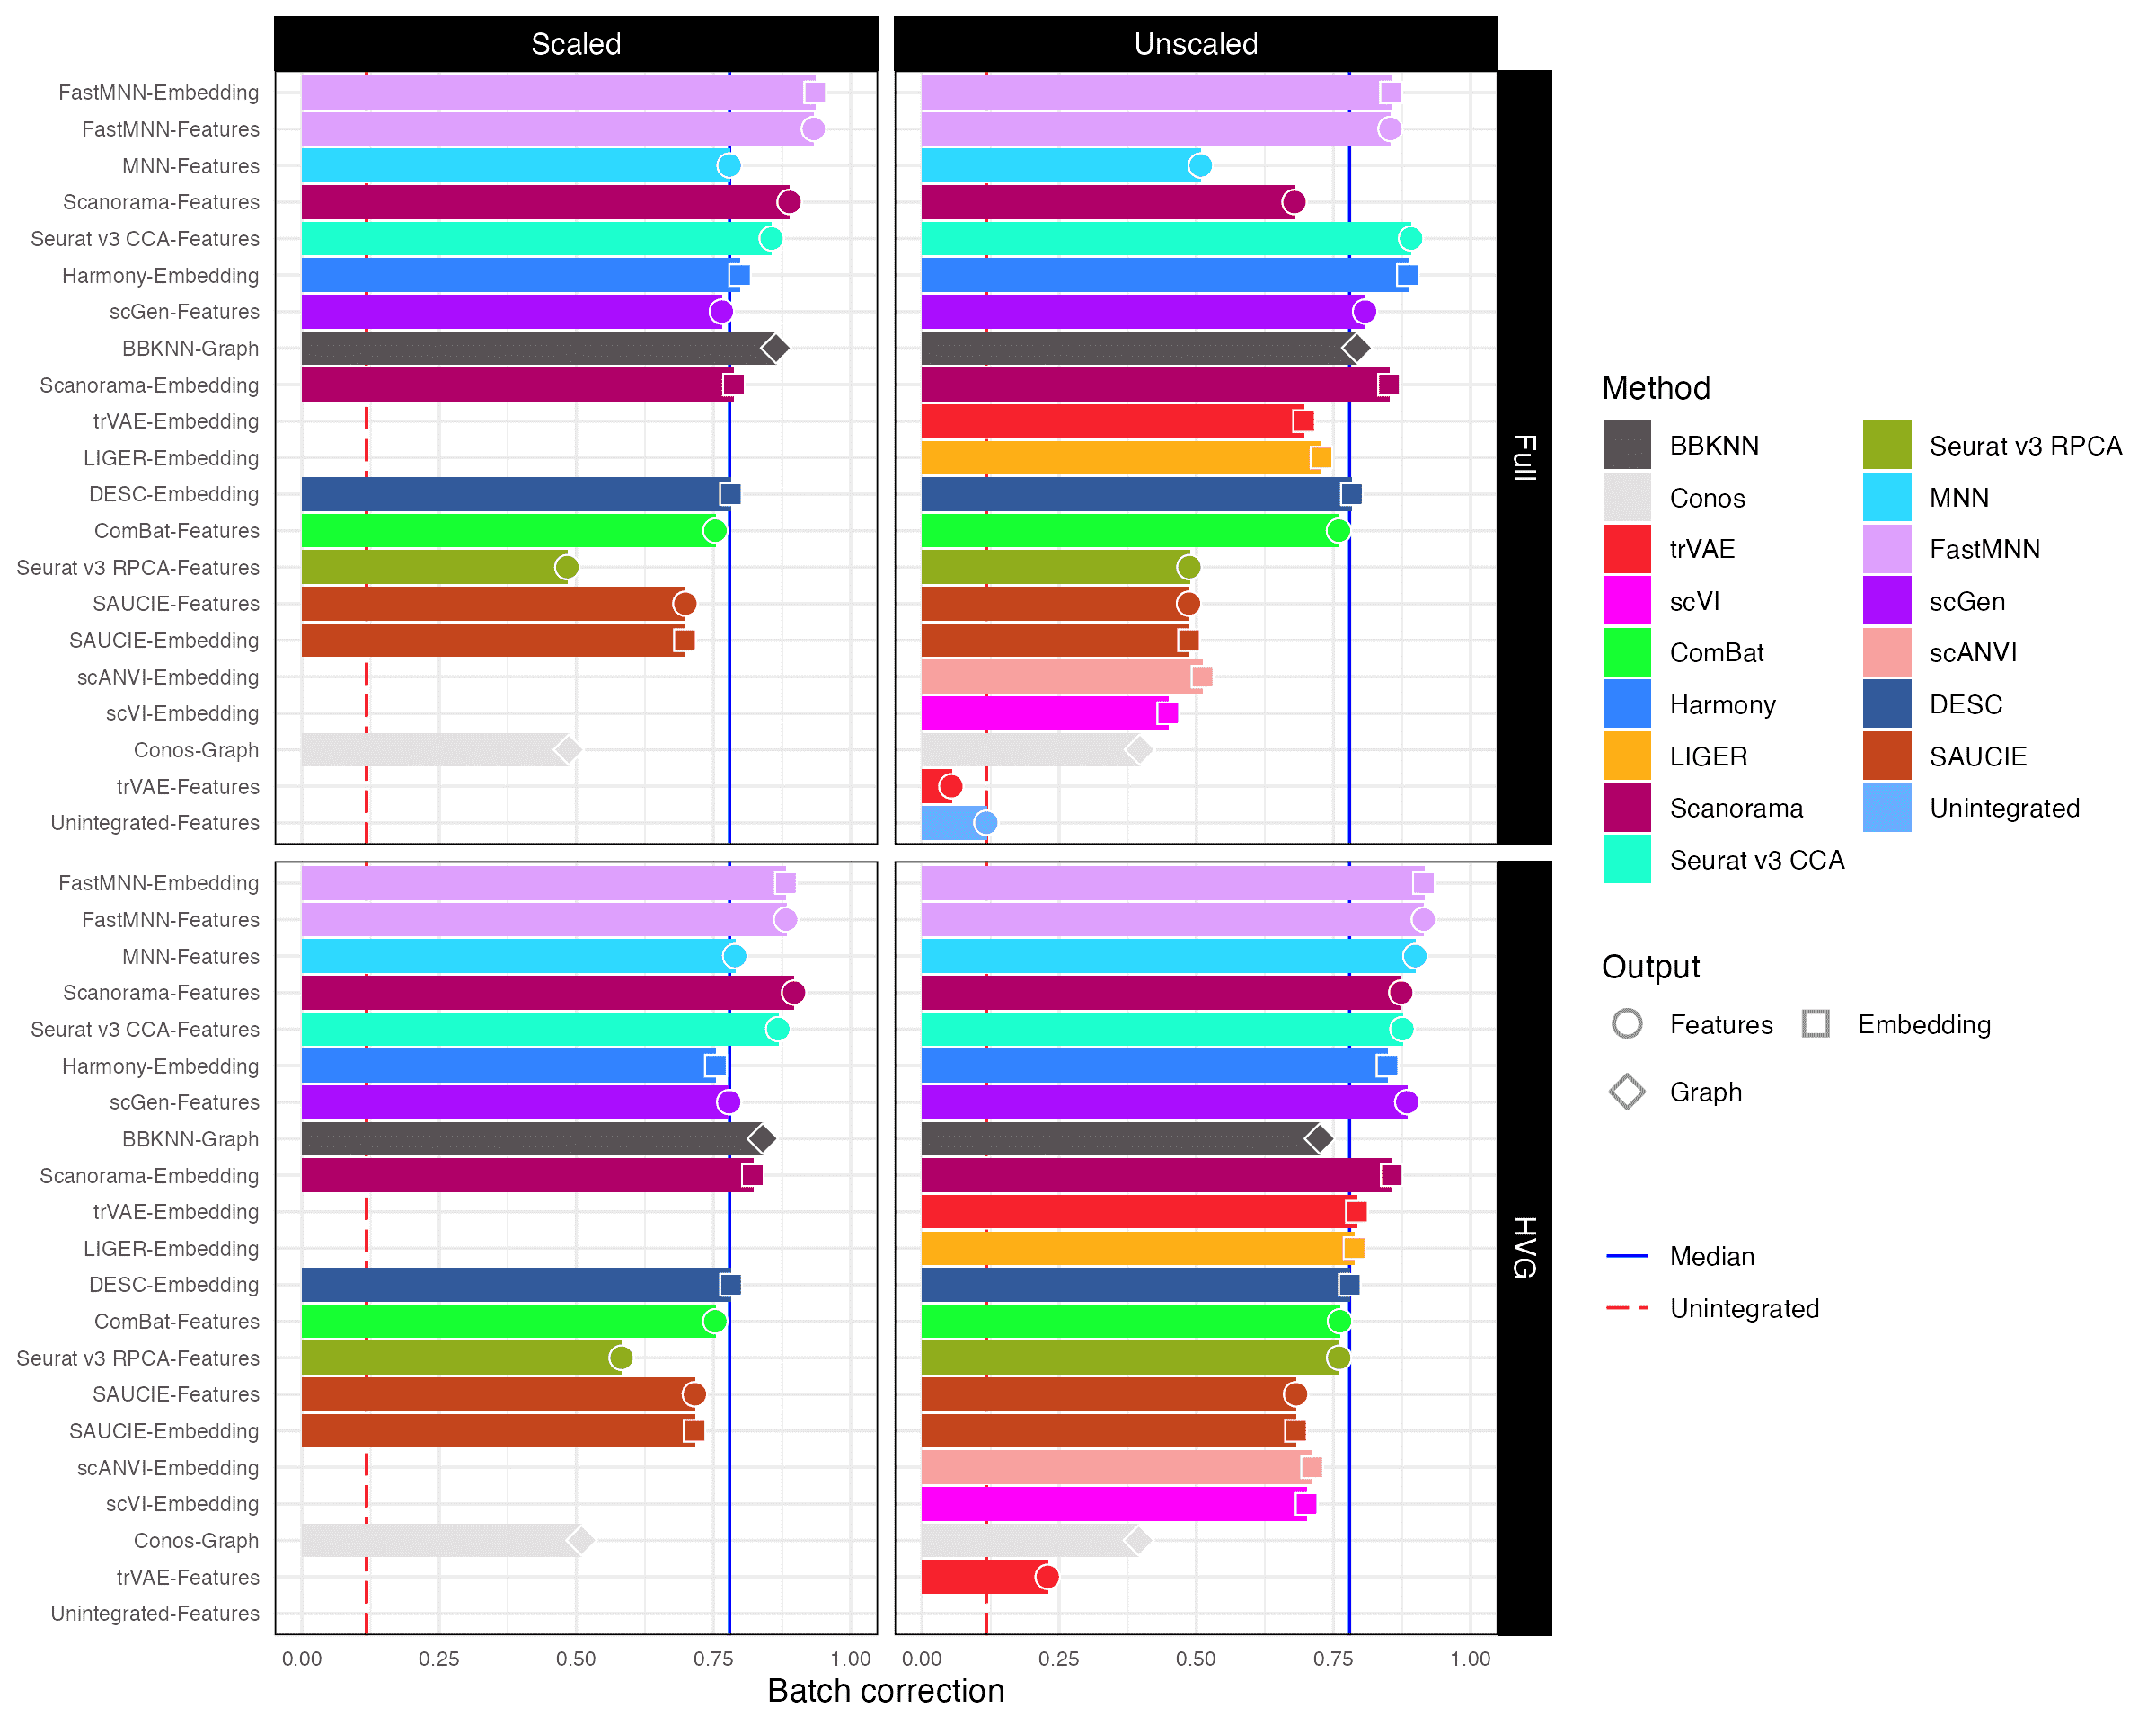 Scaled
Unscaled
FastMNN-Embedding
FastMNN-Features
MNN-Features
Scanorama-Features
Seurat v3 CCA-Features
Harmony-Embedding
scGen-Features
BBKNN-Graph
Scanorama-Embedding
trVAE-Embedding
LIGER-Embedding
DESC-Embedding
ComBat-Features
Seurat v3 RPCA-Features
SAUCIE-Features
SAUCIE-Embedding
scANVI-Embedding
scVI-Embedding
Conos-Graph
trVAE-Features
Unintegrated-Features
Full
FastMNN-Embedding
FastMNN-Features
MNN-Features
Scanorama-Features
Seurat v3 CCA-Features
Harmony-Embedding
scGen-Features
BBKNN-Graph
Scanorama-Embedding
trVAE-Embedding
LIGER-Embedding
DESC-Embedding
ComBat-Features
Seurat v3 RPCA-Features
SAUCIE-Features
SAUCIE-Embedding
scANVI-Embedding
scVI-Embedding
Conos-Graph
trVAE-Features
Unintegrated-Features
HVG
0.00 0.25 0.50 0.75 1.00 0.00 0.25 0.50 0.75 1.00
Batch correction
Method
BBKNN
Conos
trVAE
scVI
ComBat
Harmony
LIGER
Scanorama
Seurat v3 CCA
Seurat v3 RPCA
MNN
FastMNN
scGen
scANVI
DESC
SAUCIE
Unintegrated
Output
Features Embedding
Graph
Median
Unintegrated